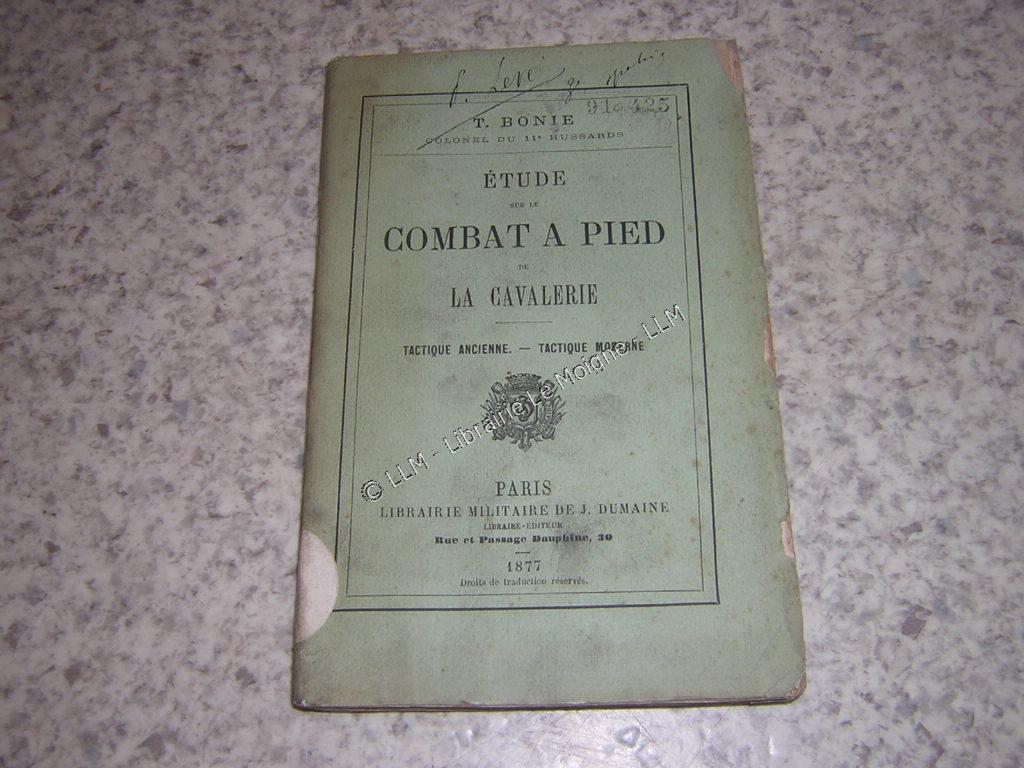 91 425
T. BONIE
COLONEL DU 11e HUSSARDS
ÉTUDE
SUR LE
COMBAT A PIED
DE
LA CAVALERIE
TACTIQUE ANCIENNE. — TACTIQUE MODERNE
© LLM - Librairie Le Moigne - LLM
PARIS
LIBRAIRIE MILITAIRE DE J. DUMAINE
LIBRAIRE-ÉDITEUR
Rue et Passage Dauphine, 30
1877
Droits de traduction réservés.